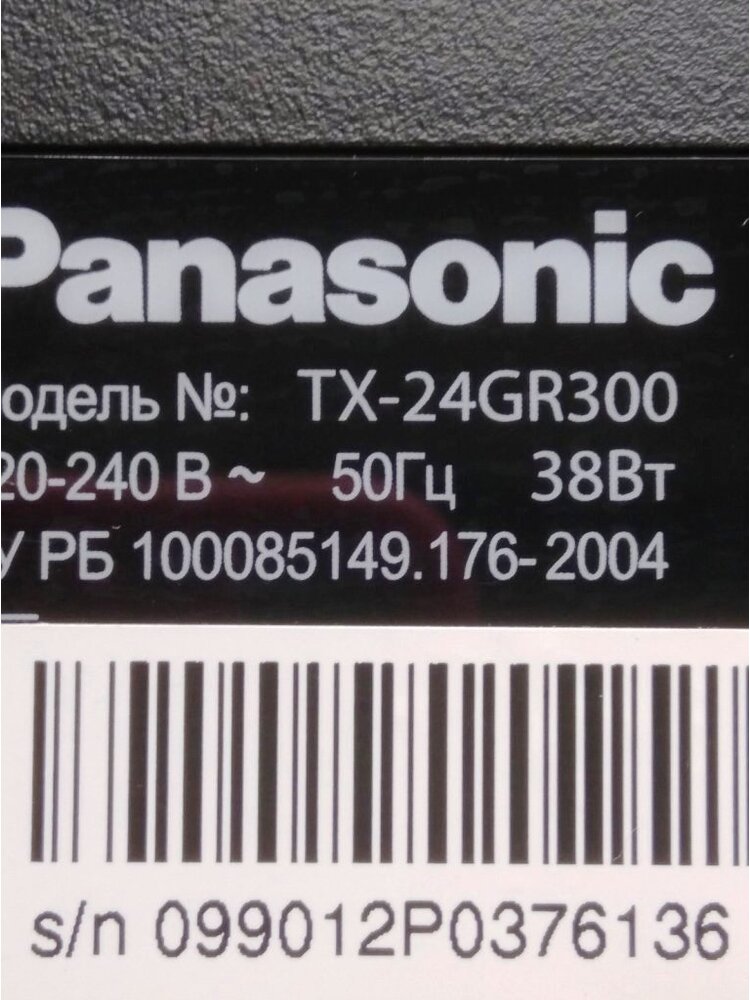 Panasonic
одель №: TX-24GR300
20-240 В ~ 50Гц 38Вт
У РБ 100085149.176-2004
s/n 099012P0376136